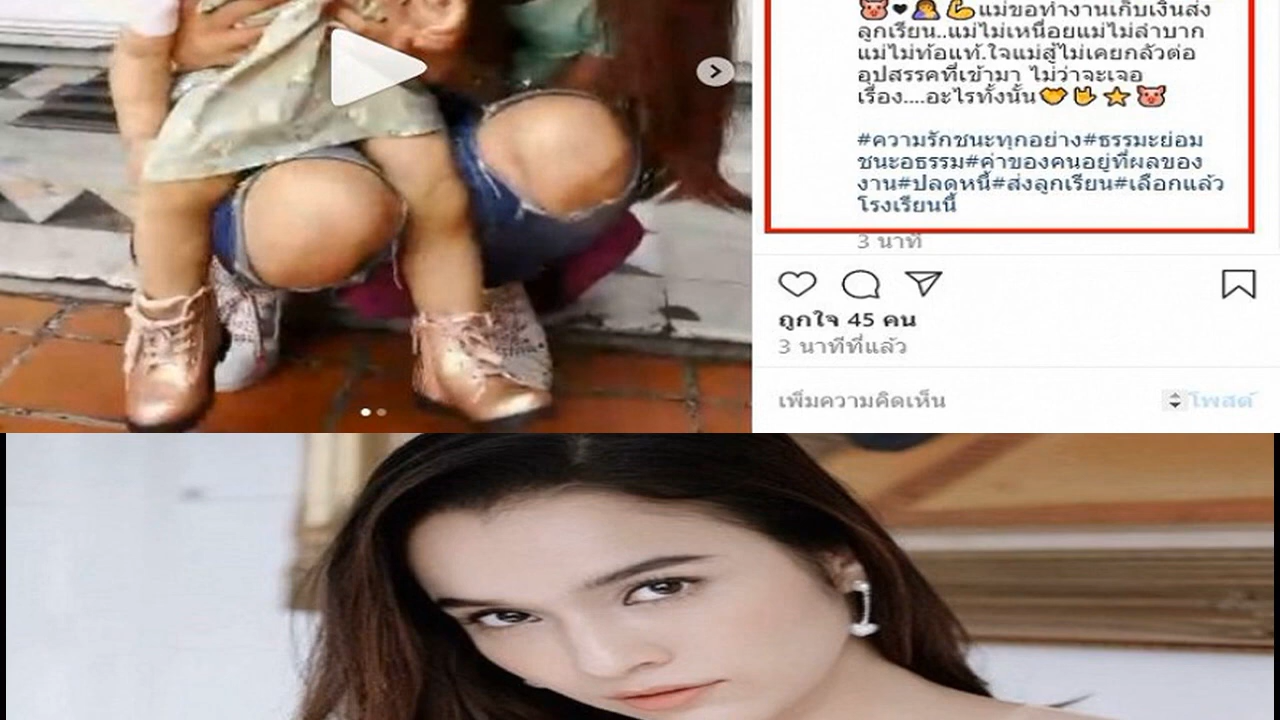 🐷❤️🤱💪แม่ขอทำงานเก็บเงินส่ง
ลูกเรียน..แม่ไม่เหนื่อยแม่ไม่ลำบาก
แม่ไม่ท้อแท้.ใจแม่สู้ไม่เคยกลัวต่อ
อุปสรรคที่เข้ามา ไม่ว่าจะเจอ
เรื่อง....อะไรทั้งนั้น🤝🤟⭐🐷
#ความรักชนะทุกอย่าง#ธรรมะย่อม
ชนะอธรรม#ค่าของคนอยู่ที่ผลของ
งาน#ปลดหนี้#ส่งลูกเรียน#เลือกแล้ว
โรงเรียนนี้
3 นาที
ถูกใจ 45 คน
3 นาทีที่แล้ว
เพิ่มความคิดเห็น
โพสต์